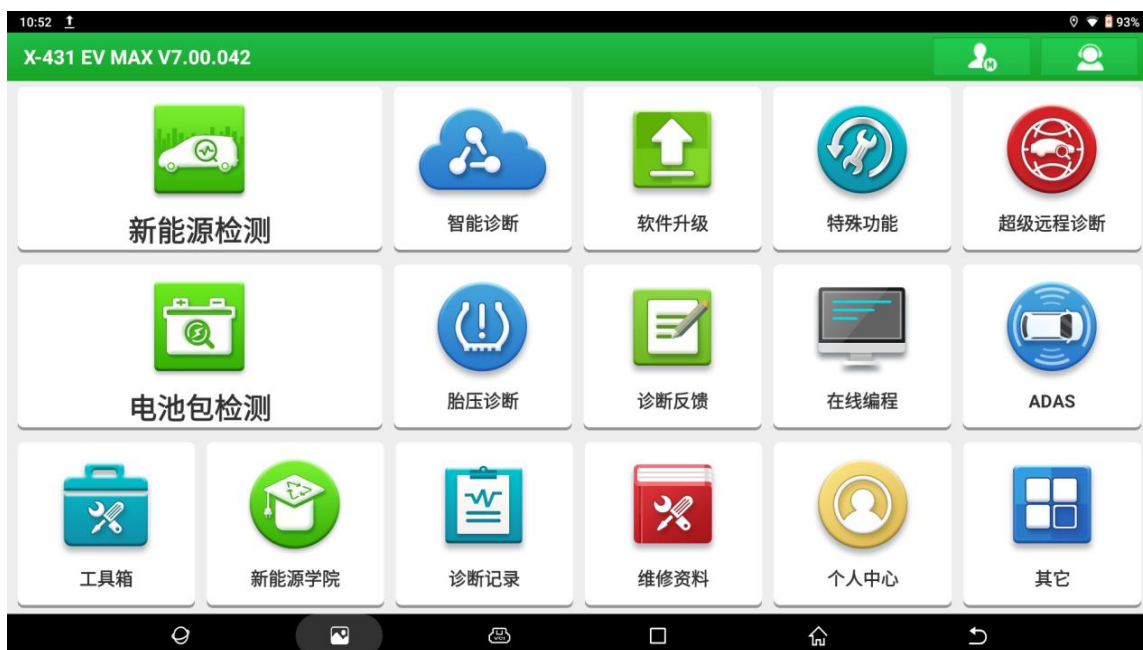 10:52
93%
X-431 EV MAX V7.00.042
新能源检测
智能诊断
软件升级
特殊功能
超级远程诊断
电池包检测
胎压诊断
诊断反馈
在线编程
ADAS
工具箱
新能源学院
诊断记录
维修资料
个人中心
其它
VCI